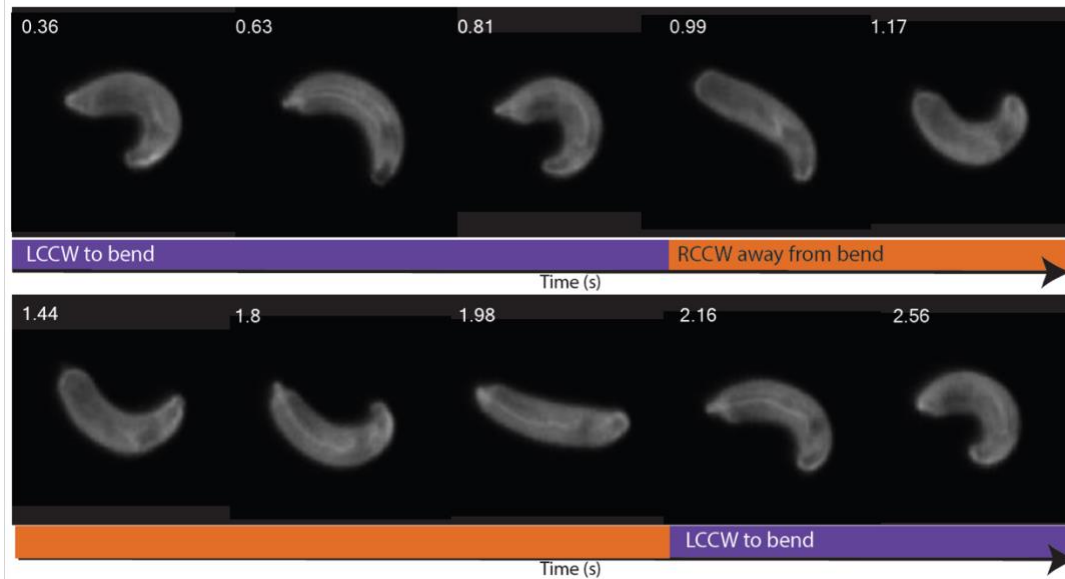 0.36 0.63 0.81 0.99 1.17
LCCW to bend RCCW away from bend
Time (s)
1.44 1.8 1.98 2.16 2.56
LCCW to bend
Time (s)